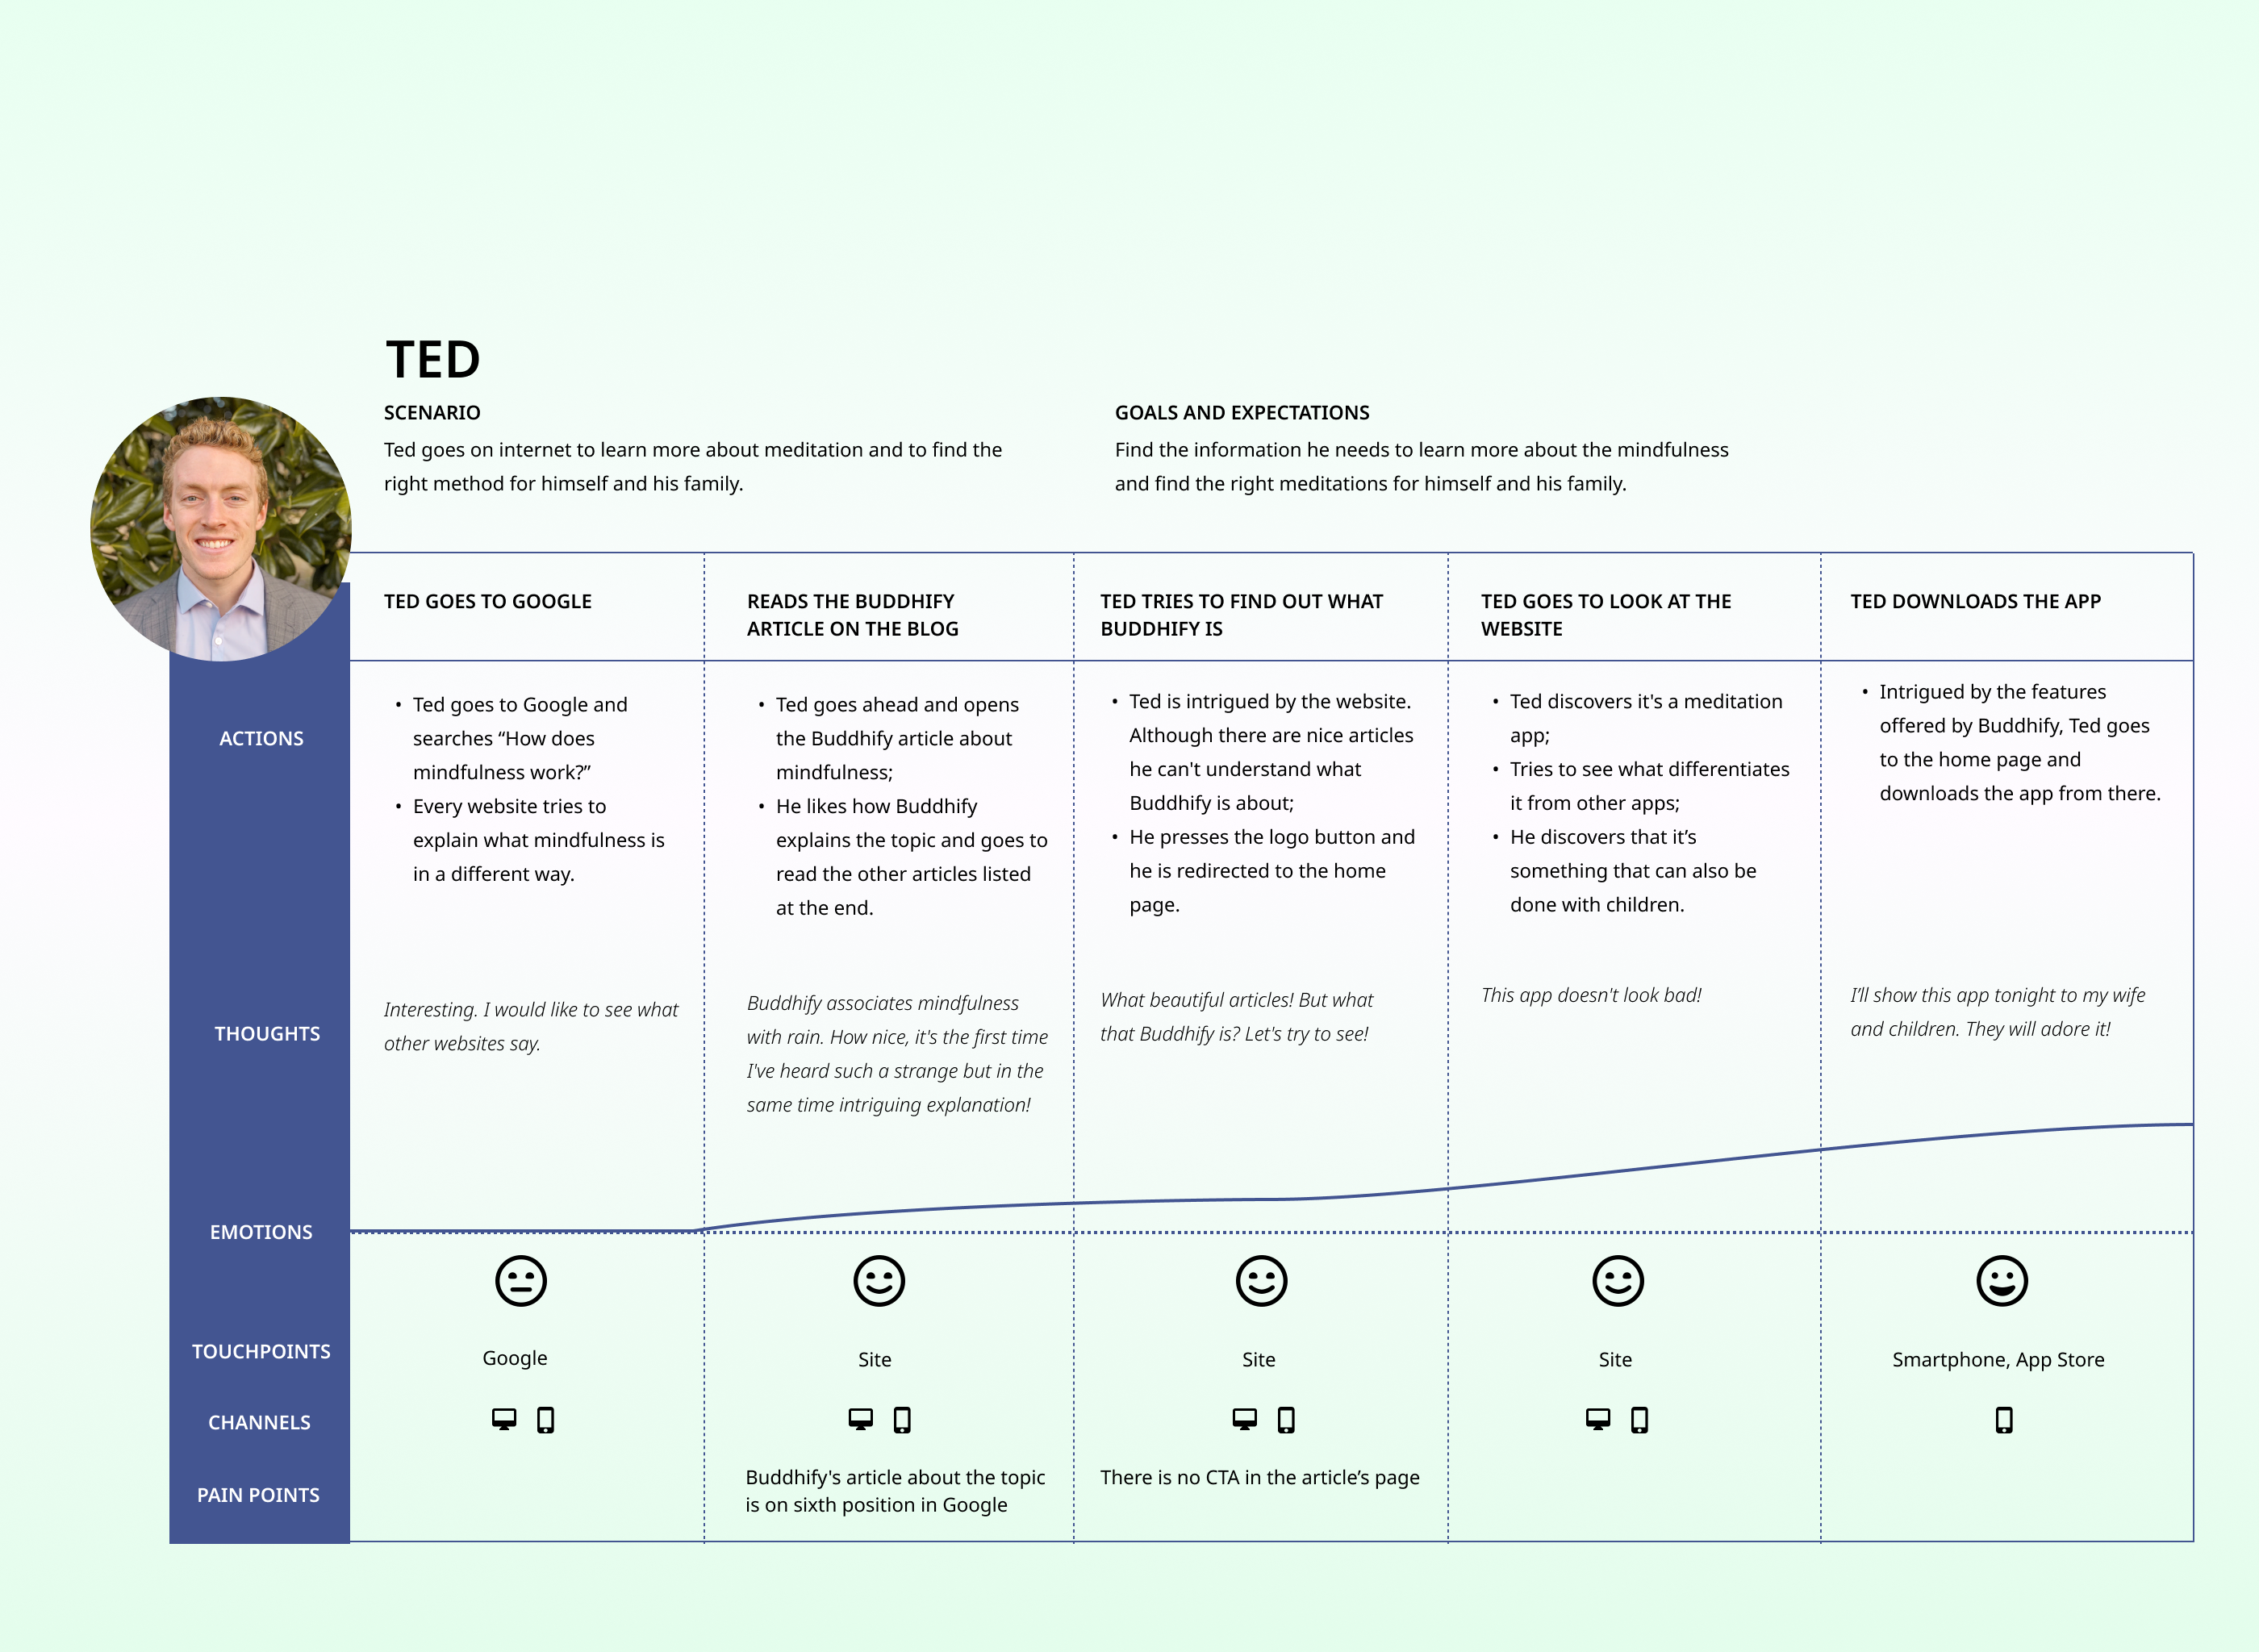 TED
SCENARIO
Ted goes on internet to learn more about meditation and to find the
right method for himself and his family.
GOALS AND EXPECTATIONS
Find the information he needs to learn more about the mindfulness
and find the right meditations for himself and his family.
TED GOES TO GOOGLE
READS THE BUDDHIFY
ARTICLE ON THE BLOG
TED TRIES TO FIND OUT WHAT
BUDDHIFY IS
TED GOES TO LOOK AT THE
WEBSITE
TED DOWNLOADS THE APP
ACTIONS
• Ted goes to Google and
searches “How does
mindfulness work?”
• Every website tries to
explain what mindfulness is
in a different way.
• Ted goes ahead and opens
the Buddhify article about
mindfulness;
• He likes how Buddhify
explains the topic and goes to
read the other articles listed
at the end.
• Ted is intrigued by the website.
Although there are nice articles
he can't understand what
Buddhify is about;
• He presses the logo button and
he is redirected to the home
page.
• Ted discovers it's a meditation
app;
• Tries to see what differentiates
it from other apps;
• He discovers that it’s
something that can also be
done with children.
• Intrigued by the features
offered by Buddhify, Ted goes
to the home page and
downloads the app from there.
THOUGHTS
Interesting. I would like to see what
other websites say.
Buddhify associates mindfulness
with rain. How nice, it's the first time
I've heard such a strange but in the
same time intriguing explanation!
What beautiful articles! But what
that Buddhify is? Let's try to see!
This app doesn't look bad!
I’ll show this app tonight to my wife
and children. They will adore it!
EMOTIONS
TOUCHPOINTS
Google
Site
Site
Site
Smartphone, App Store
CHANNELS
PAIN POINTS
Buddhify's article about the topic
is on sixth position in Google
There is no CTA in the article’s page